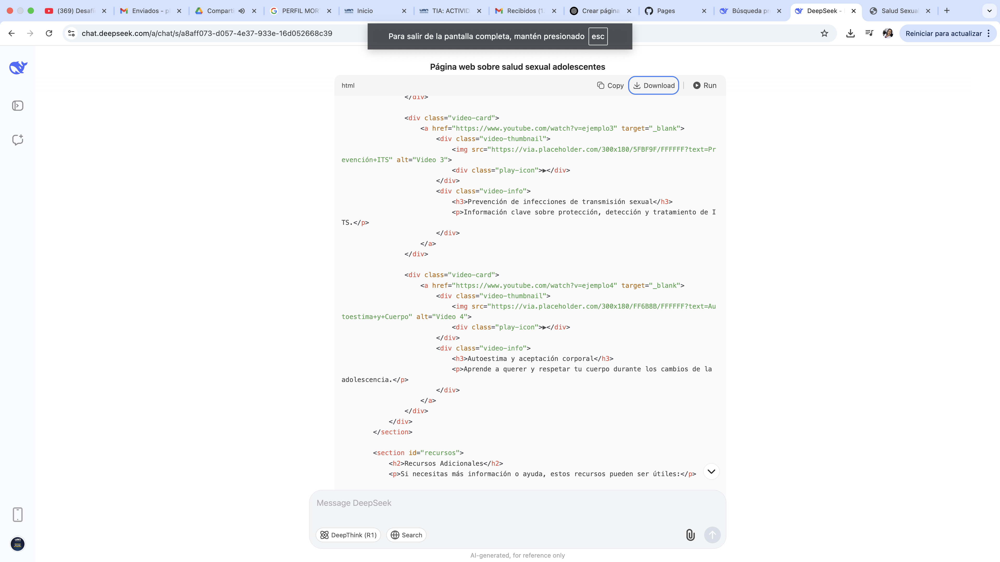 (369) Desafí
Enviados - p
Comparti
PERFIL MOR
UAN Inicio
UAN TIA: ACTIVID
Recibidos (1.
Crear página
Pages
Búsqueda pr
DeepSeek -
Salud Sexual
chat.deepseek.com/a/chat/s/a8aff073-d057-4e37-933e-16d052668c39
Para salir de la pantalla completa, mantén presionado esc
Reiniciar para actualizar
Página web sobre salud sexual adolescentes
html Copy Download Run
</div>
<div class="video-card">
<a href="https://www.youtube.com/watch?v=ejemplo3" target="_blank">
<div class="video-thumbnail">
<img src="https://via.placeholder.com/300x180/5FBF9F/FFFFFF?text=Pr
evención+ITS" alt="Video 3">
<div class="play-icon">▶</div>
</div>
<div class="video-info">
<h3>Prevención de infecciones de transmisión sexual</h3>
<p>Información clave sobre protección, detección y tratamiento de I
TS.</p>
</div>
</a>
</div>
<div class="video-card">
<a href="https://www.youtube.com/watch?v=ejemplo4" target="_blank">
<div class="video-thumbnail">
<img src="https://via.placeholder.com/300x180/FF6B8B/FFFFFF?text=Au
toestima+y+Cuerpo" alt="Video 4">
<div class="play-icon">▶</div>
</div>
<div class="video-info">
<h3>Autoestima y aceptación corporal</h3>
<p>Aprende a querer y respetar tu cuerpo durante los cambios de la
adolescencia.</p>
</div>
</a>
</div>
</div>
</section>
<section id="recursos">
<h2>Recursos Adicionales</h2>
<p>Si necesitas más información o ayuda, estos recursos pueden ser útiles:</p>
Message DeepSeek
DeepThink (R1)
Search
AI-generated, for reference only